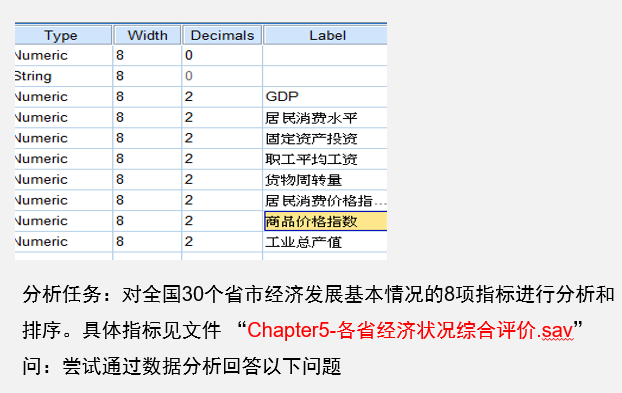 Type Width Decimals Label
Numeric 8 0
String 8 0
Numeric 8 2 GDP
Numeric 8 2 居民消费水平
Numeric 8 2 固定资产投资
Numeric 8 2 职工平均工资
Numeric 8 2 货物周转量
Numeric 8 2 居民消费价格指...
Numeric 8 2 商品价格指数
Numeric 8 2 工业总产值
分析任务：对全国30个省市经济发展基本情况的8项指标进行分析和
排序。具体指标见文件 “Chapter5-各省经济状况综合评价.sav”
问：尝试通过数据分析回答以下问题